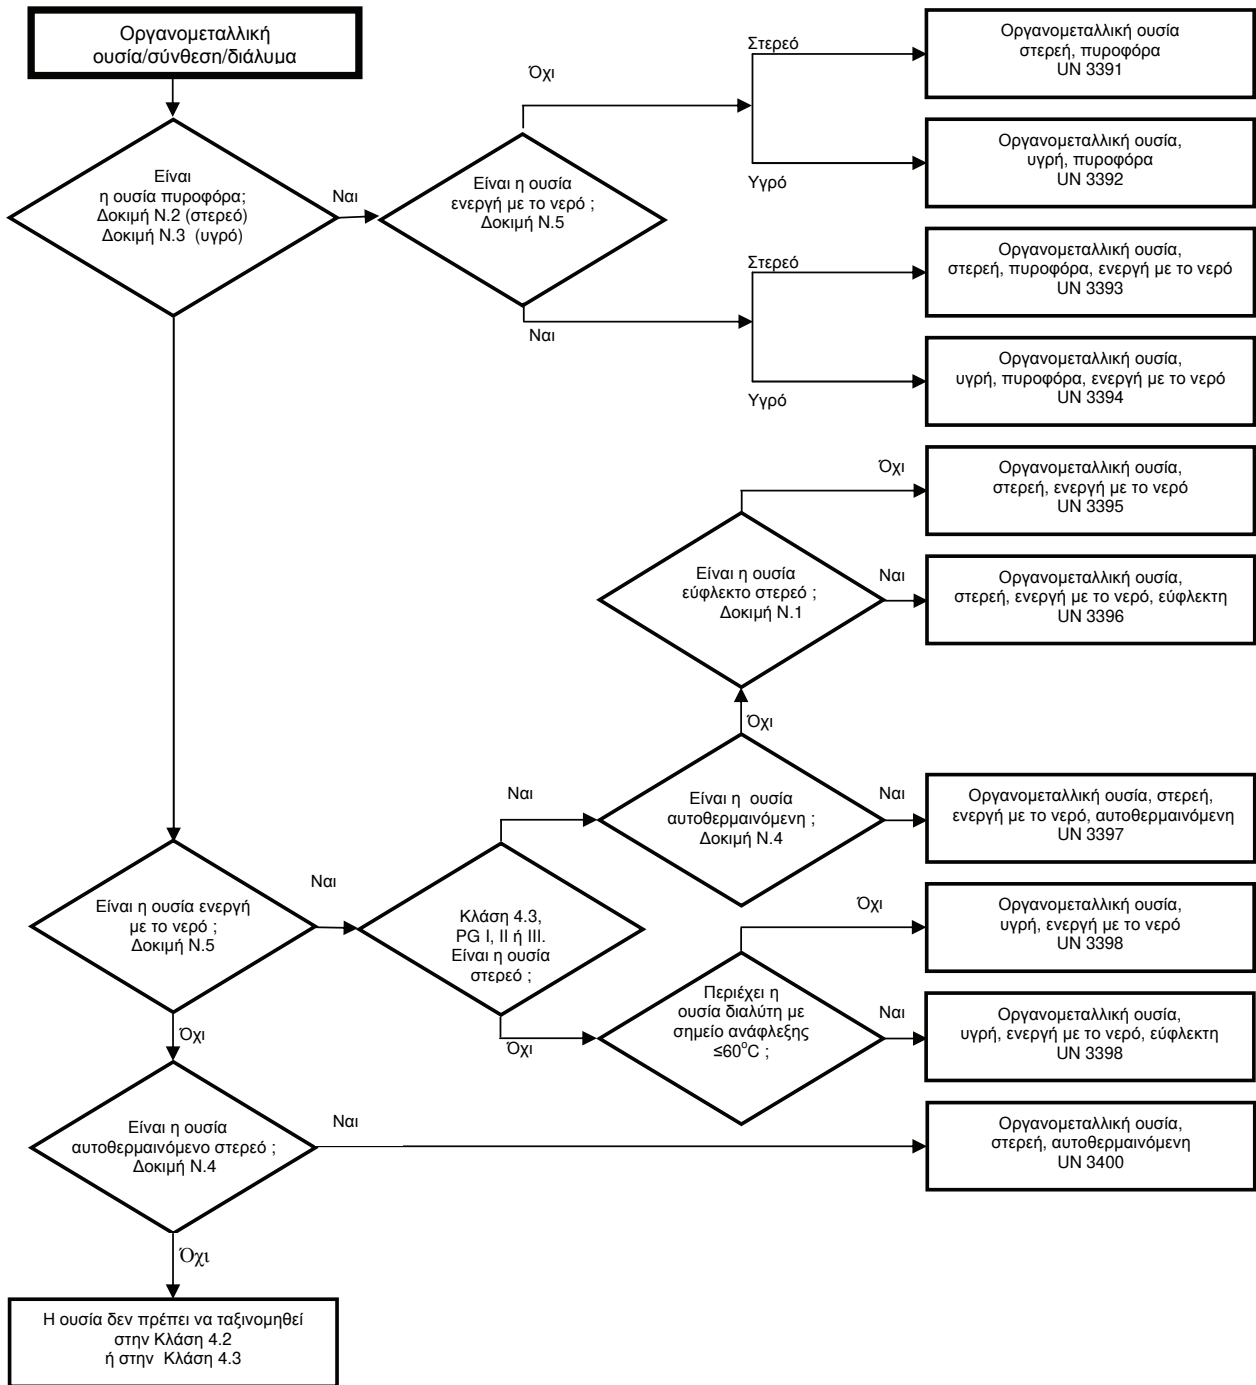 Οργανομεταλλική
ουσία/σύνθεση/διάλυμα
Είναι
η ουσία πυροφόρα;
Δοκιμή Ν.2 (στερεό)
Δοκιμή Ν.3 (υγρό)
Ναι
Είναι η ουσία
ενεργή με το νερό ;
Δοκιμή Ν.5
Όχι
Στερεό
Οργανομεταλλική ουσία
στερεή, πυροφόρα
UN 3391
Υγρό
Οργανομεταλλική ουσία,
υγρή, πυροφόρα
UN 3392
Ναι
Στερεό
Οργανομεταλλική ουσία,
στερεή, πυροφόρα, ενεργή με το νερό
UN 3393
Υγρό
Οργανομεταλλική ουσία,
υγρή, πυροφόρα, ενεργή με το νερό
UN 3394
Όχι
Οργανομεταλλική ουσία,
στερεή, ενεργή με το νερό
UN 3395
Είναι η ουσία
εύφλεκτο στερεό ;
Δοκιμή Ν.1
Ναι
Οργανομεταλλική ουσία,
στερεή, ενεργή με το νερό, εύφλεκτη
UN 3396
Όχι
Ναι
Είναι η ουσία
αυτοθερμαινόμενη ;
Δοκιμή Ν.4
Ναι
Οργανομεταλλική ουσία, στερεή,
ενεργή με το νερό, αυτοθερμαινόμενη
UN 3397
Είναι η ουσία ενεργή
με το νερό ;
Δοκιμή Ν.5
Ναι
Κλάση 4.3,
PG I, II ή III.
Είναι η ουσία
στερεό ;
Όχι
Οργανομεταλλική ουσία,
υγρή, ενεργή με το νερό
UN 3398
Περιέχει η
ουσία διαλύτη με
σημείο ανάφλεξης
≤60°C ;
Όχι
Ναι
Οργανομεταλλική ουσία,
υγρή, ενεργή με το νερό, εύφλεκτη
UN 3398
Όχι
Είναι η ουσία
αυτοθερμαινόμενο στερεό ;
Δοκιμή Ν.4
Ναι
Οργανομεταλλική ουσία,
στερεή, αυτοθερμαινόμενη
UN 3400
Όχι
Η ουσία δεν πρέπει να ταξινομηθεί
στην Κλάση 4.2
ή στην Κλάση 4.3